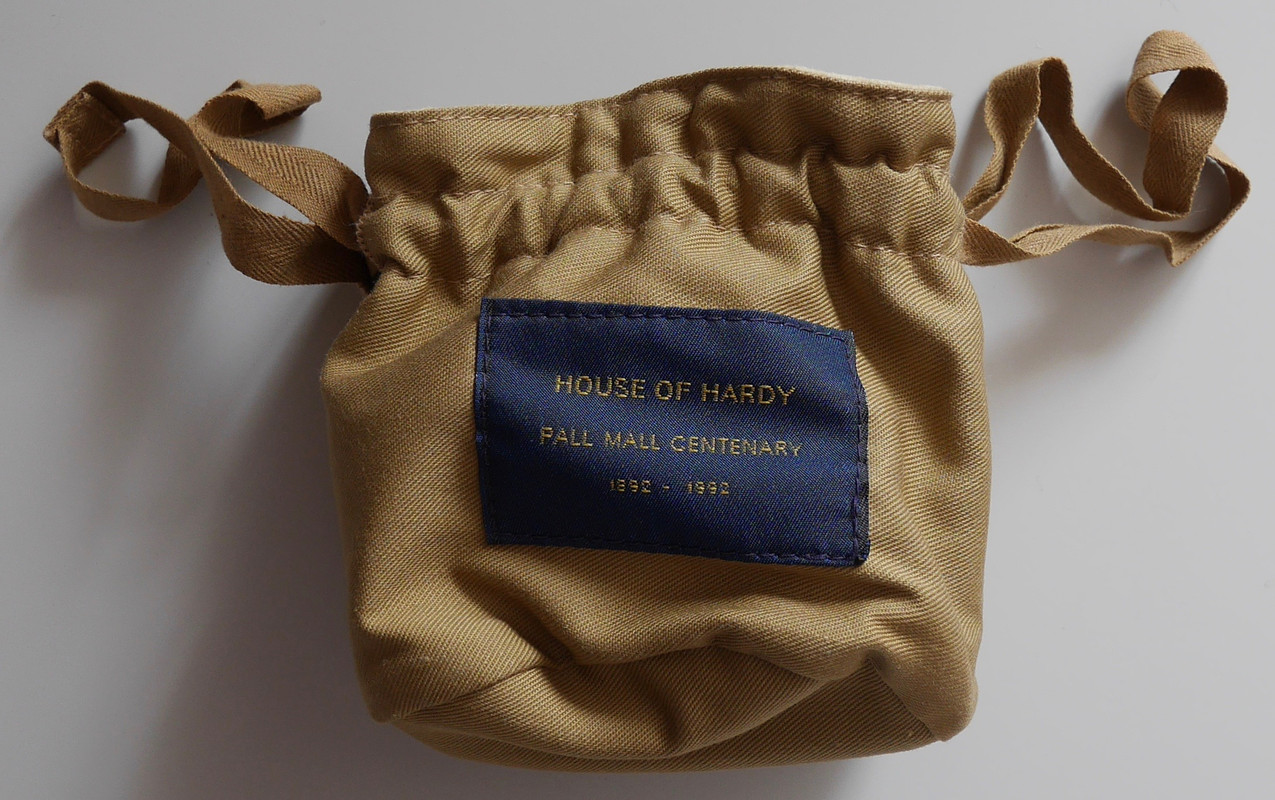 HOUSE OF HARDY
PALL MALL CENTENARY
1892 - 1992